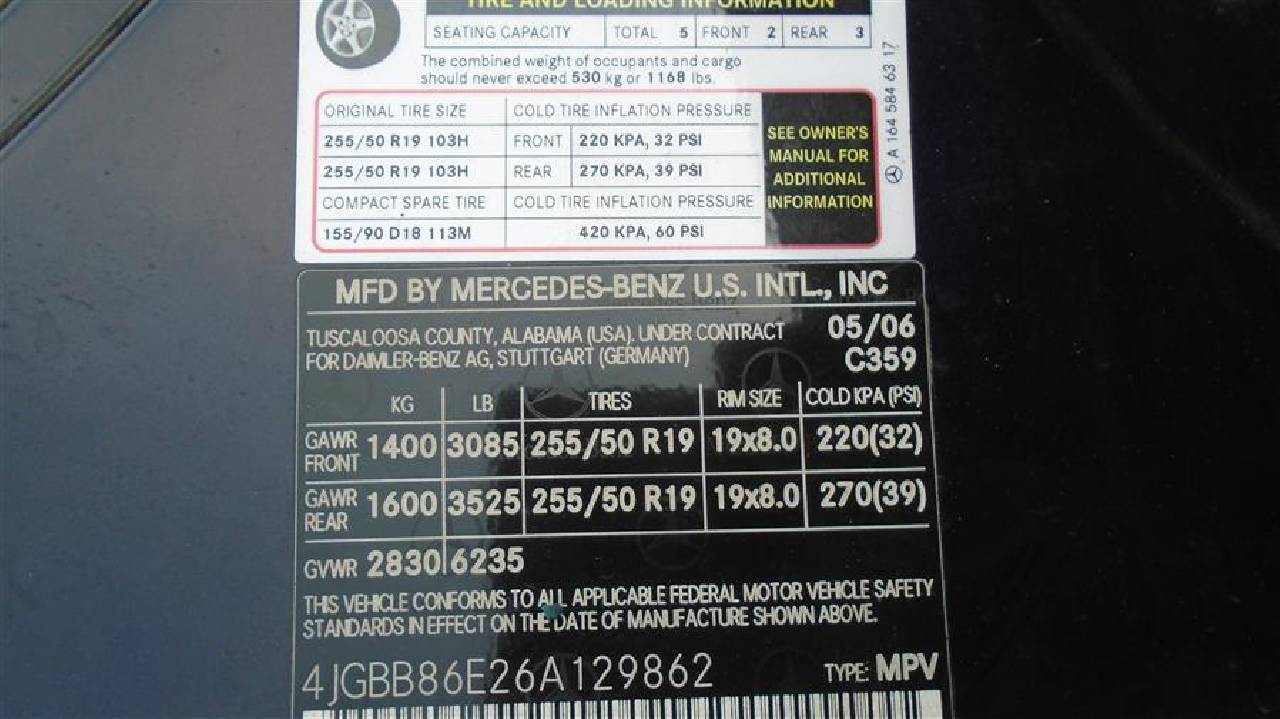 TIRE AND LOADING INFORMATION
SEATING CAPACITY TOTAL 5 FRONT 2 REAR 3
The combined weight of occupants and cargo
should never exceed 530 kg or 1168 lbs.
ORIGINAL TIRE SIZE COLD TIRE INFLATION PRESSURE
255/50 R19 103H FRONT 220 KPA, 32 PSI
255/50 R19 103H REAR 270 KPA, 39 PSI
COMPACT SPARE TIRE COLD TIRE INFLATION PRESSURE
155/90 D18 113M 420 KPA, 60 PSI
SEE OWNER'S
MANUAL FOR
ADDITIONAL
INFORMATION
A 164 584 63 17
MFD BY MERCEDES-BENZ U.S. INTL., INC
TUSCALOOSA COUNTY, ALABAMA (USA). UNDER CONTRACT 05/06
FOR DAIMLER-BENZ AG, STUTTGART (GERMANY) C359
KG LB TIRES RIM SIZE COLD KPA (PSI)
GAWR FRONT 1400 3085 255/50 R19 19x8.0 220(32)
GAWR REAR 1600 3525 255/50 R19 19x8.0 270(39)
GVWR 2830 6235
THIS VEHICLE CONFORMS TO ALL APPLICABLE FEDERAL MOTOR VEHICLE SAFETY
STANDARDS IN EFFECT ON THE DATE OF MANUFACTURE SHOWN ABOVE.
4JGBB86E26A129862 TYPE: MPV